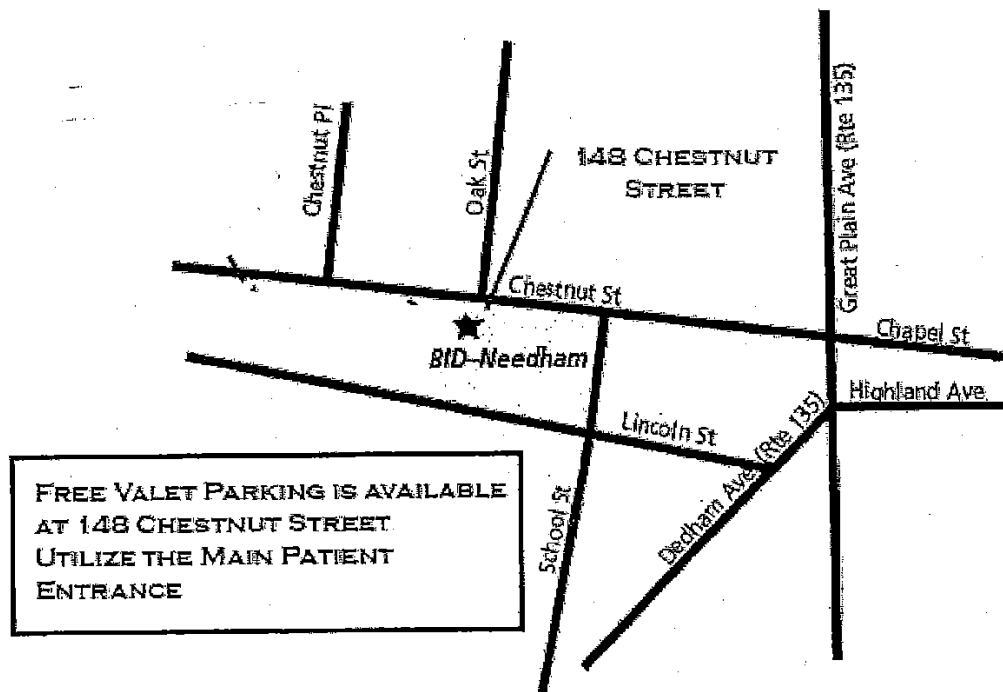 Chestnut Pl
Oak St
148 CHESTNUT
STREET
Great Plain Ave (Rte 135)
Chestnut St
Chapel St
BID-Needham
Highland Ave.
Lincoln St
Dedham Ave (Rte 135)
School St
FREE VALET PARKING IS AVAILABLE
AT 148 CHESTNUT STREET
UTILIZE THE MAIN PATIENT
ENTRANCE